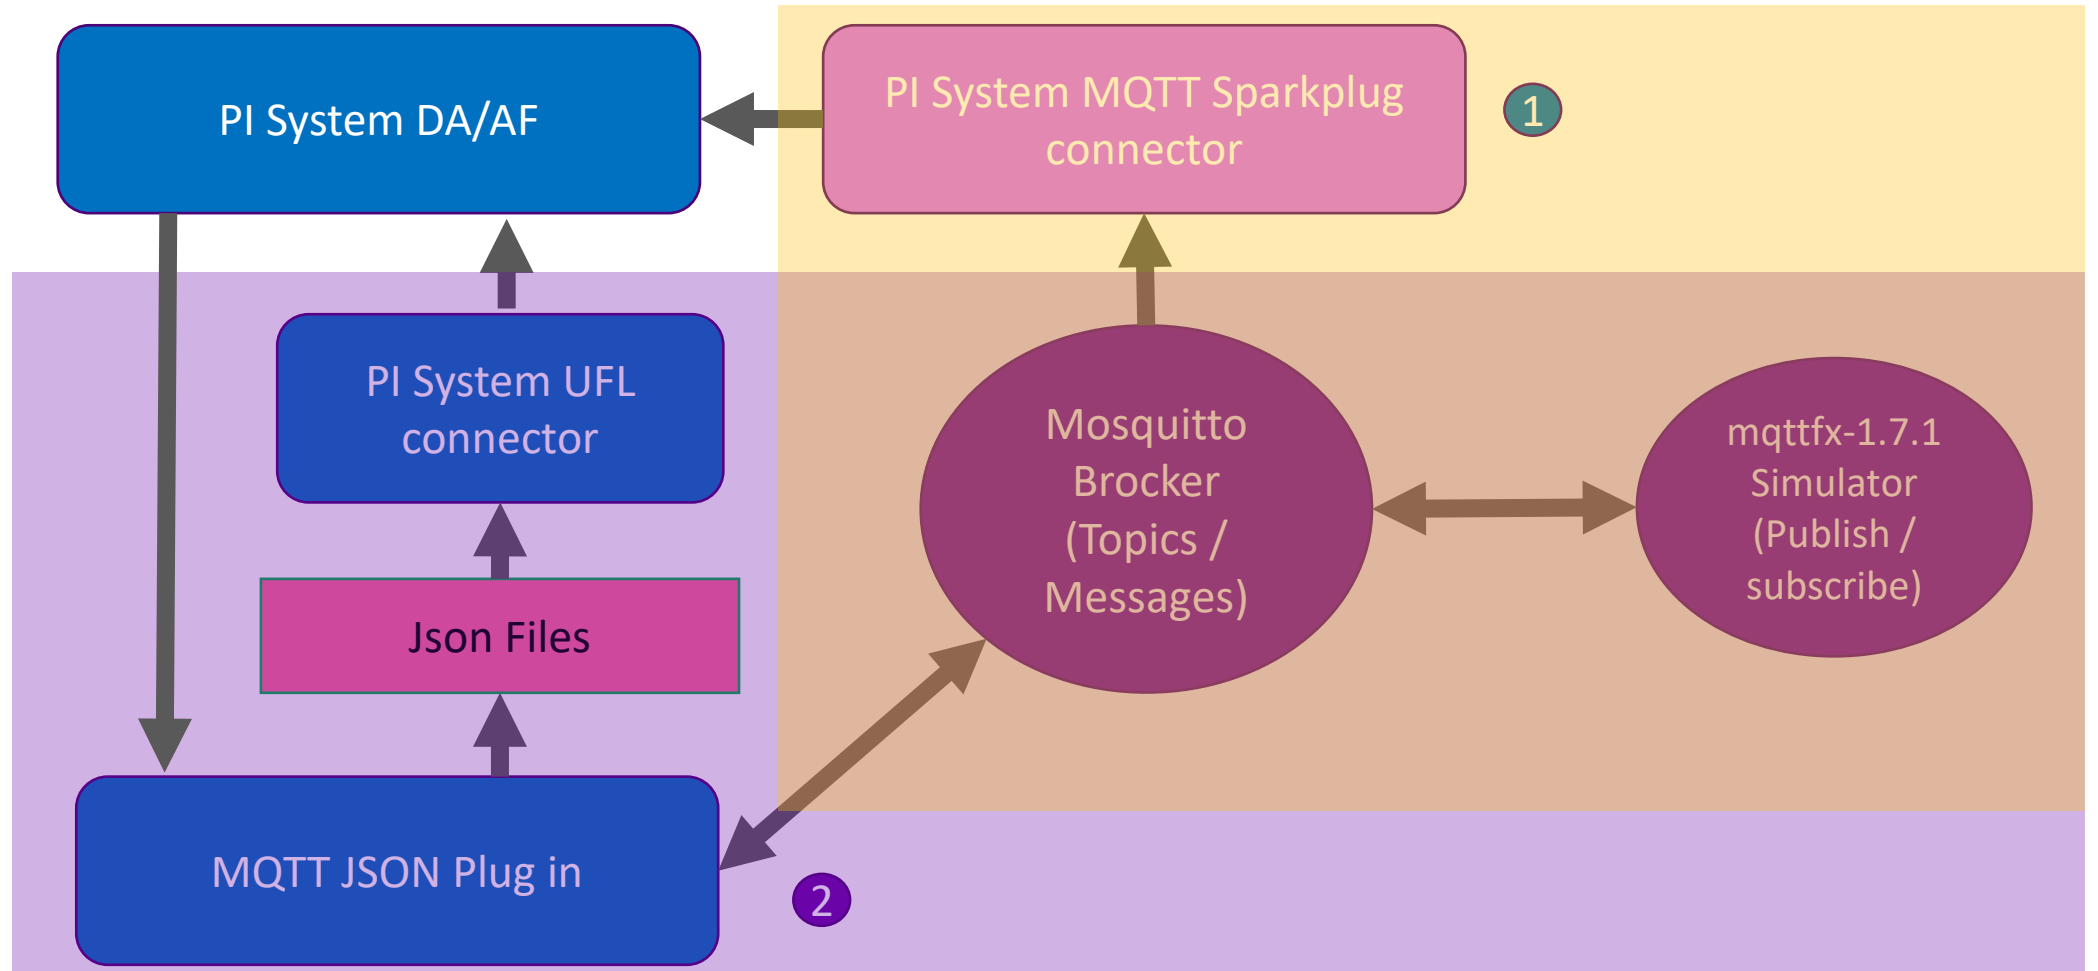 PI System DA/AF
PI System MQTT Sparkplug
connector
1
PI System UFL
connector
Mosquitto
Brocker
(Topics /
Messages)
mqttfx-1.7.1
Simulator
(Publish /
subscribe)
Json Files
MQTT JSON Plug in
2